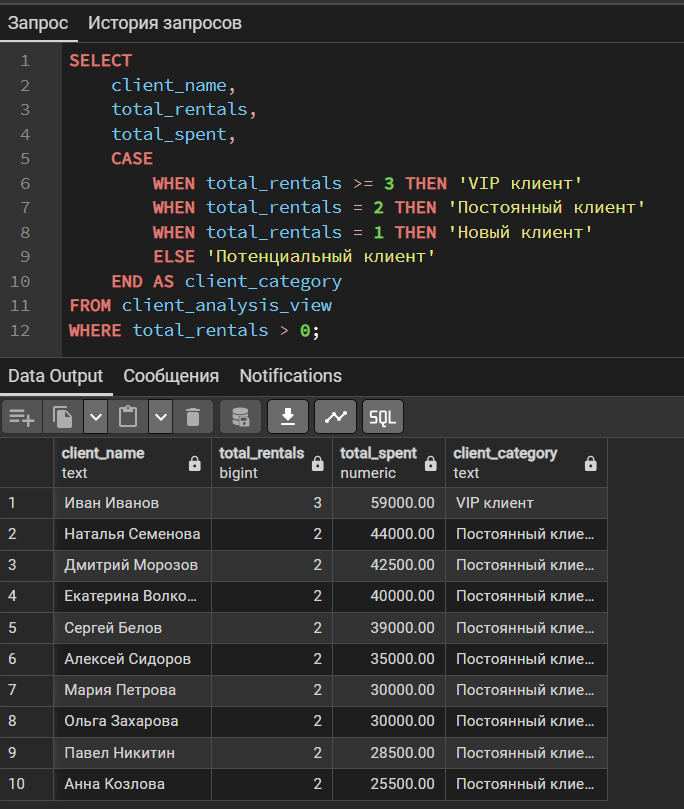 Запрос История запросов
1 SELECT
2 client_name,
3 total_rentals,
4 total_spent,
5 CASE
6 WHEN total_rentals >= 3 THEN 'VIP клиент'
7 WHEN total_rentals = 2 THEN 'Постоянный клиент'
8 WHEN total_rentals = 1 THEN 'Новый клиент'
9 ELSE 'Потенциальный клиент'
10 END AS client_category
11 FROM client_analysis_view
12 WHERE total_rentals > 0;
Data Output Сообщения Notifications
SQL
client_name total_rentals total_spent client_category
text bigint numeric text
1 Иван Иванов 3 59000.00 VIP клиент
2 Наталья Семенова 2 44000.00 Постоянный клие…
3 Дмитрий Морозов 2 42500.00 Постоянный клие…
4 Екатерина Волко… 2 40000.00 Постоянный клие…
5 Сергей Белов 2 39000.00 Постоянный клие…
6 Алексей Сидоров 2 35000.00 Постоянный клие…
7 Мария Петрова 2 30000.00 Постоянный клие…
8 Ольга Захарова 2 30000.00 Постоянный клие…
9 Павел Никитин 2 28500.00 Постоянный клие…
10 Анна Козлова 2 25500.00 Постоянный клие…